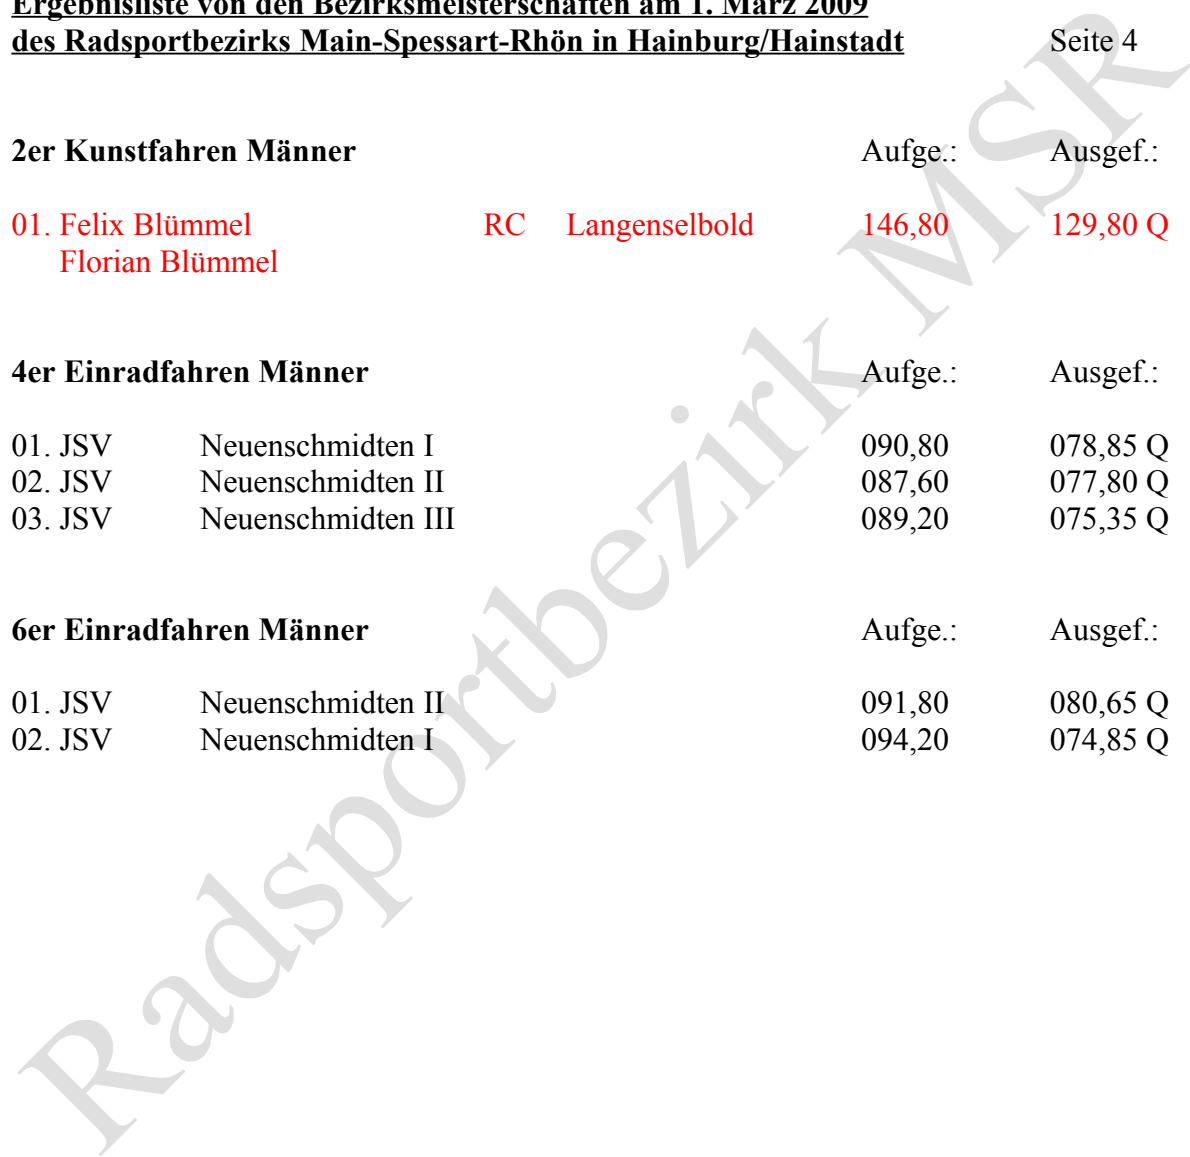 Ergebnisliste von den Bezirksmeisterschaften am 1. März 2009
des Radsportbezirks Main-Spessart-Rhön in Hainburg/Hainstadt Seite 4
2er Kunstfahren Männer Aufge.: Ausgef.:
01. Felix Blümmel RC Langenselbold 146,80 129,80 Q
Florian Blümmel
4er Einradfahren Männer Aufge.: Ausgef.:
01. JSV Neuenschmidten I 090,80 078,85 Q
02. JSV Neuenschmidten II 087,60 077,80 Q
03. JSV Neuenschmidten III 089,20 075,35 Q
6er Einradfahren Männer Aufge.: Ausgef.:
01. JSV Neuenschmidten II 091,80 080,65 Q
02. JSV Neuenschmidten I 094,20 074,85 Q
Radsportbezirk MSR